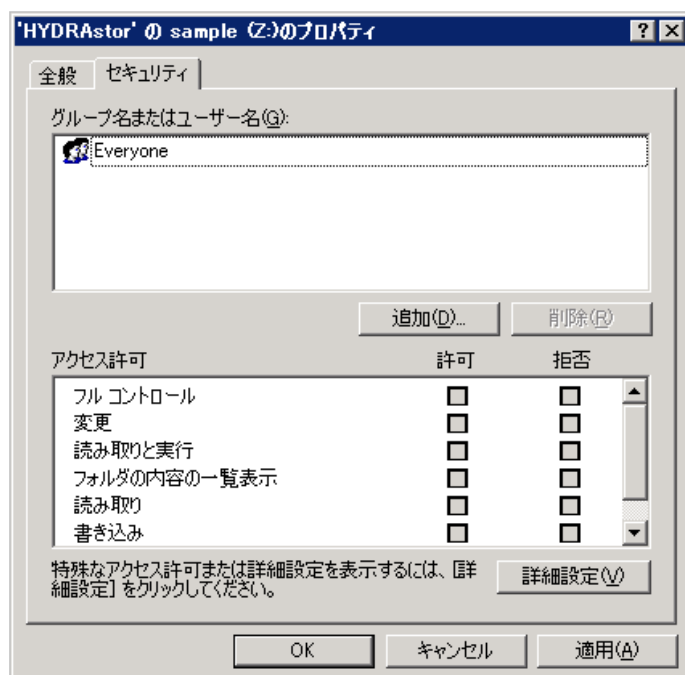 'HYDRAstor' の sample (Z:)のプロパティ
全般 セキュリティ
グループ名またはユーザー名(G):
Everyone
追加(D)... 削除(R)
アクセス許可 許可 拒否
フル コントロール
変更
読み取りと実行
フォルダの内容の一覧表示
読み取り
書き込み
特殊なアクセス許可または詳細設定を表示するには、[詳
細設定] をクリックしてください。
詳細設定(V)
OK キャンセル 適用(A)